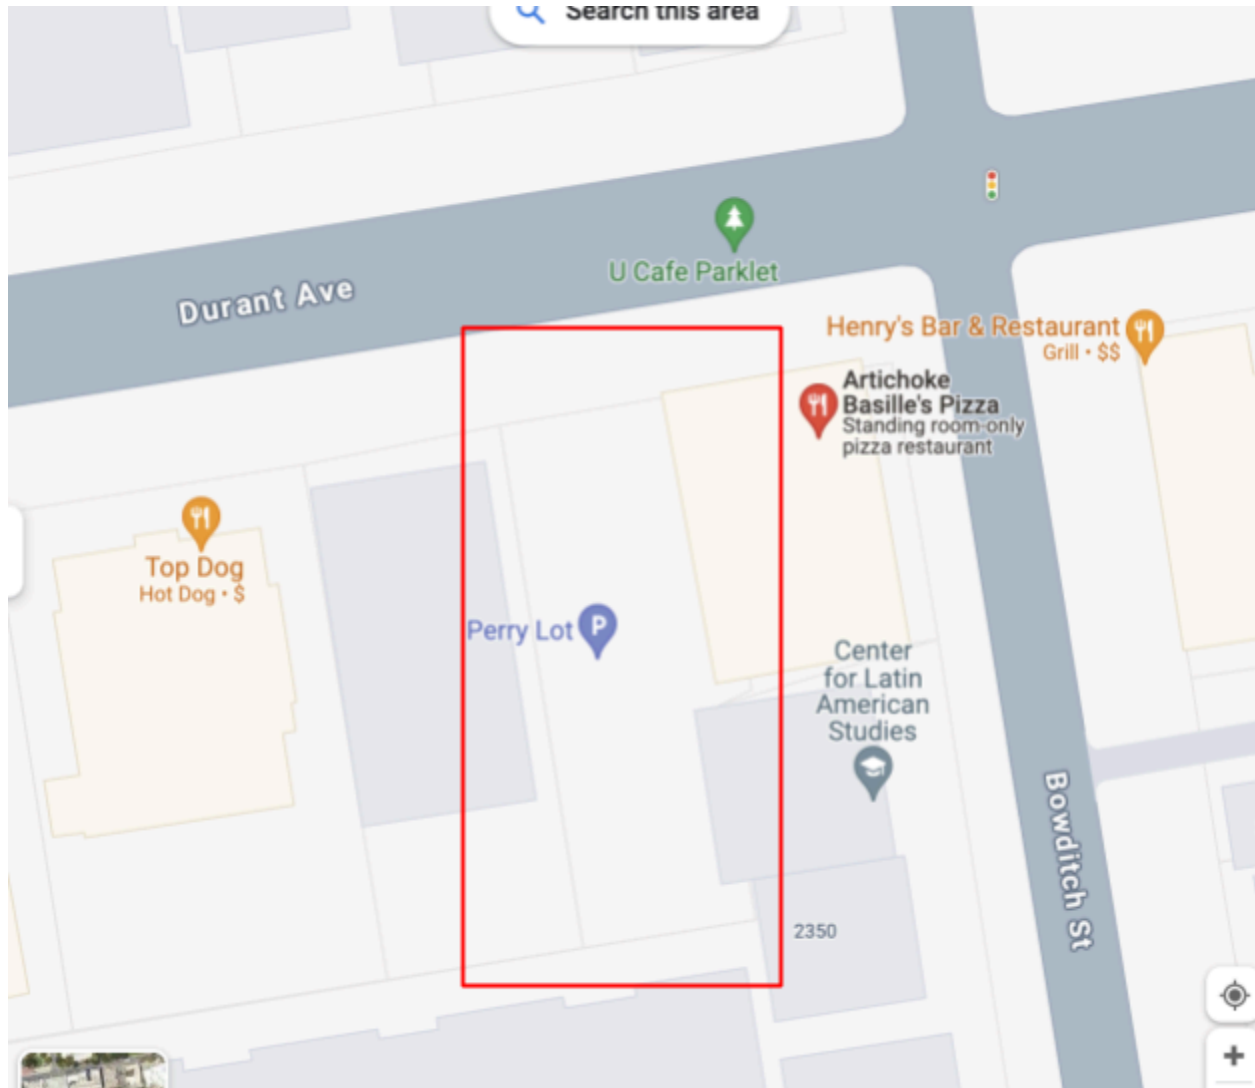 Search this area
Durant Ave
U Cafe Parklet
Henry's Bar & Restaurant
Grill • $$
Artichoke
Basille's Pizza
Standing room-only
pizza restaurant
Top Dog
Hot Dog • $
Perry Lot
P
Center
for Latin
American
Studies
2350
Bowditch St
+